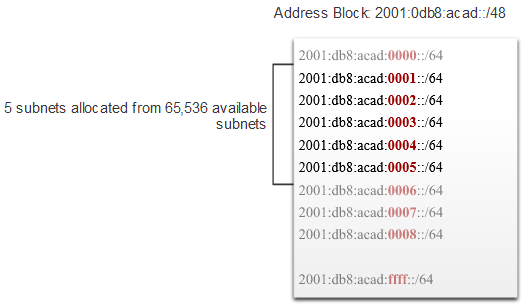 Address Block: 2001:0db8:acad::/48
2001:db8:acad:0000::/64
2001:db8:acad:0001::/64
2001:db8:acad:0002::/64
2001:db8:acad:0003::/64
2001:db8:acad:0004::/64
2001:db8:acad:0005::/64
2001:db8:acad:0006::/64
2001:db8:acad:0007::/64
2001:db8:acad:0008::/64
2001:db8:acad:ffff::/64
5 subnets allocated from 65,536 available
subnets